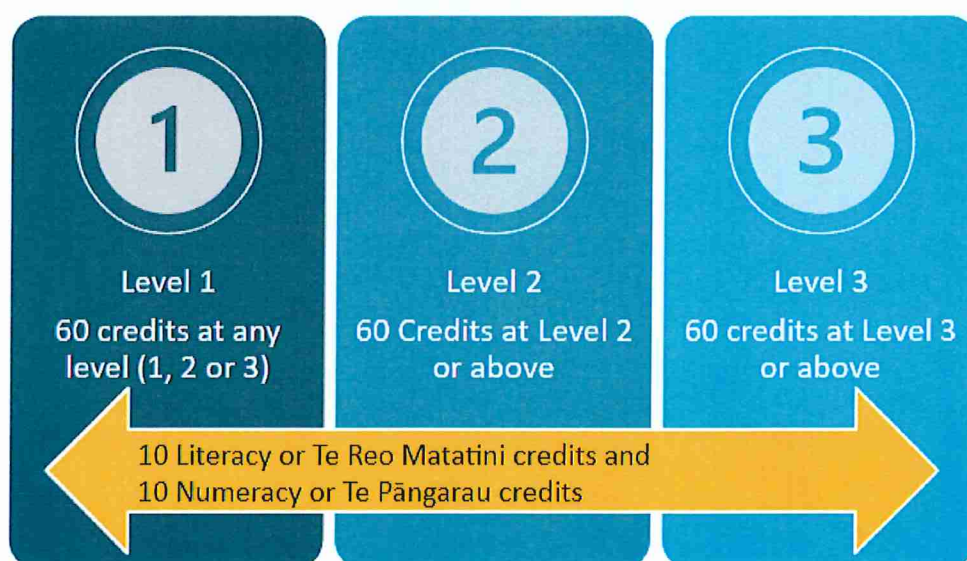 1
Level 1
60 credits at any
level (1, 2 or 3)
2
Level 2
60 Credits at Level 2
or above
3
Level 3
60 credits at Level 3
or above
10 Literacy or Te Reo Matatini credits and
10 Numeracy or Te Pāngarau credits